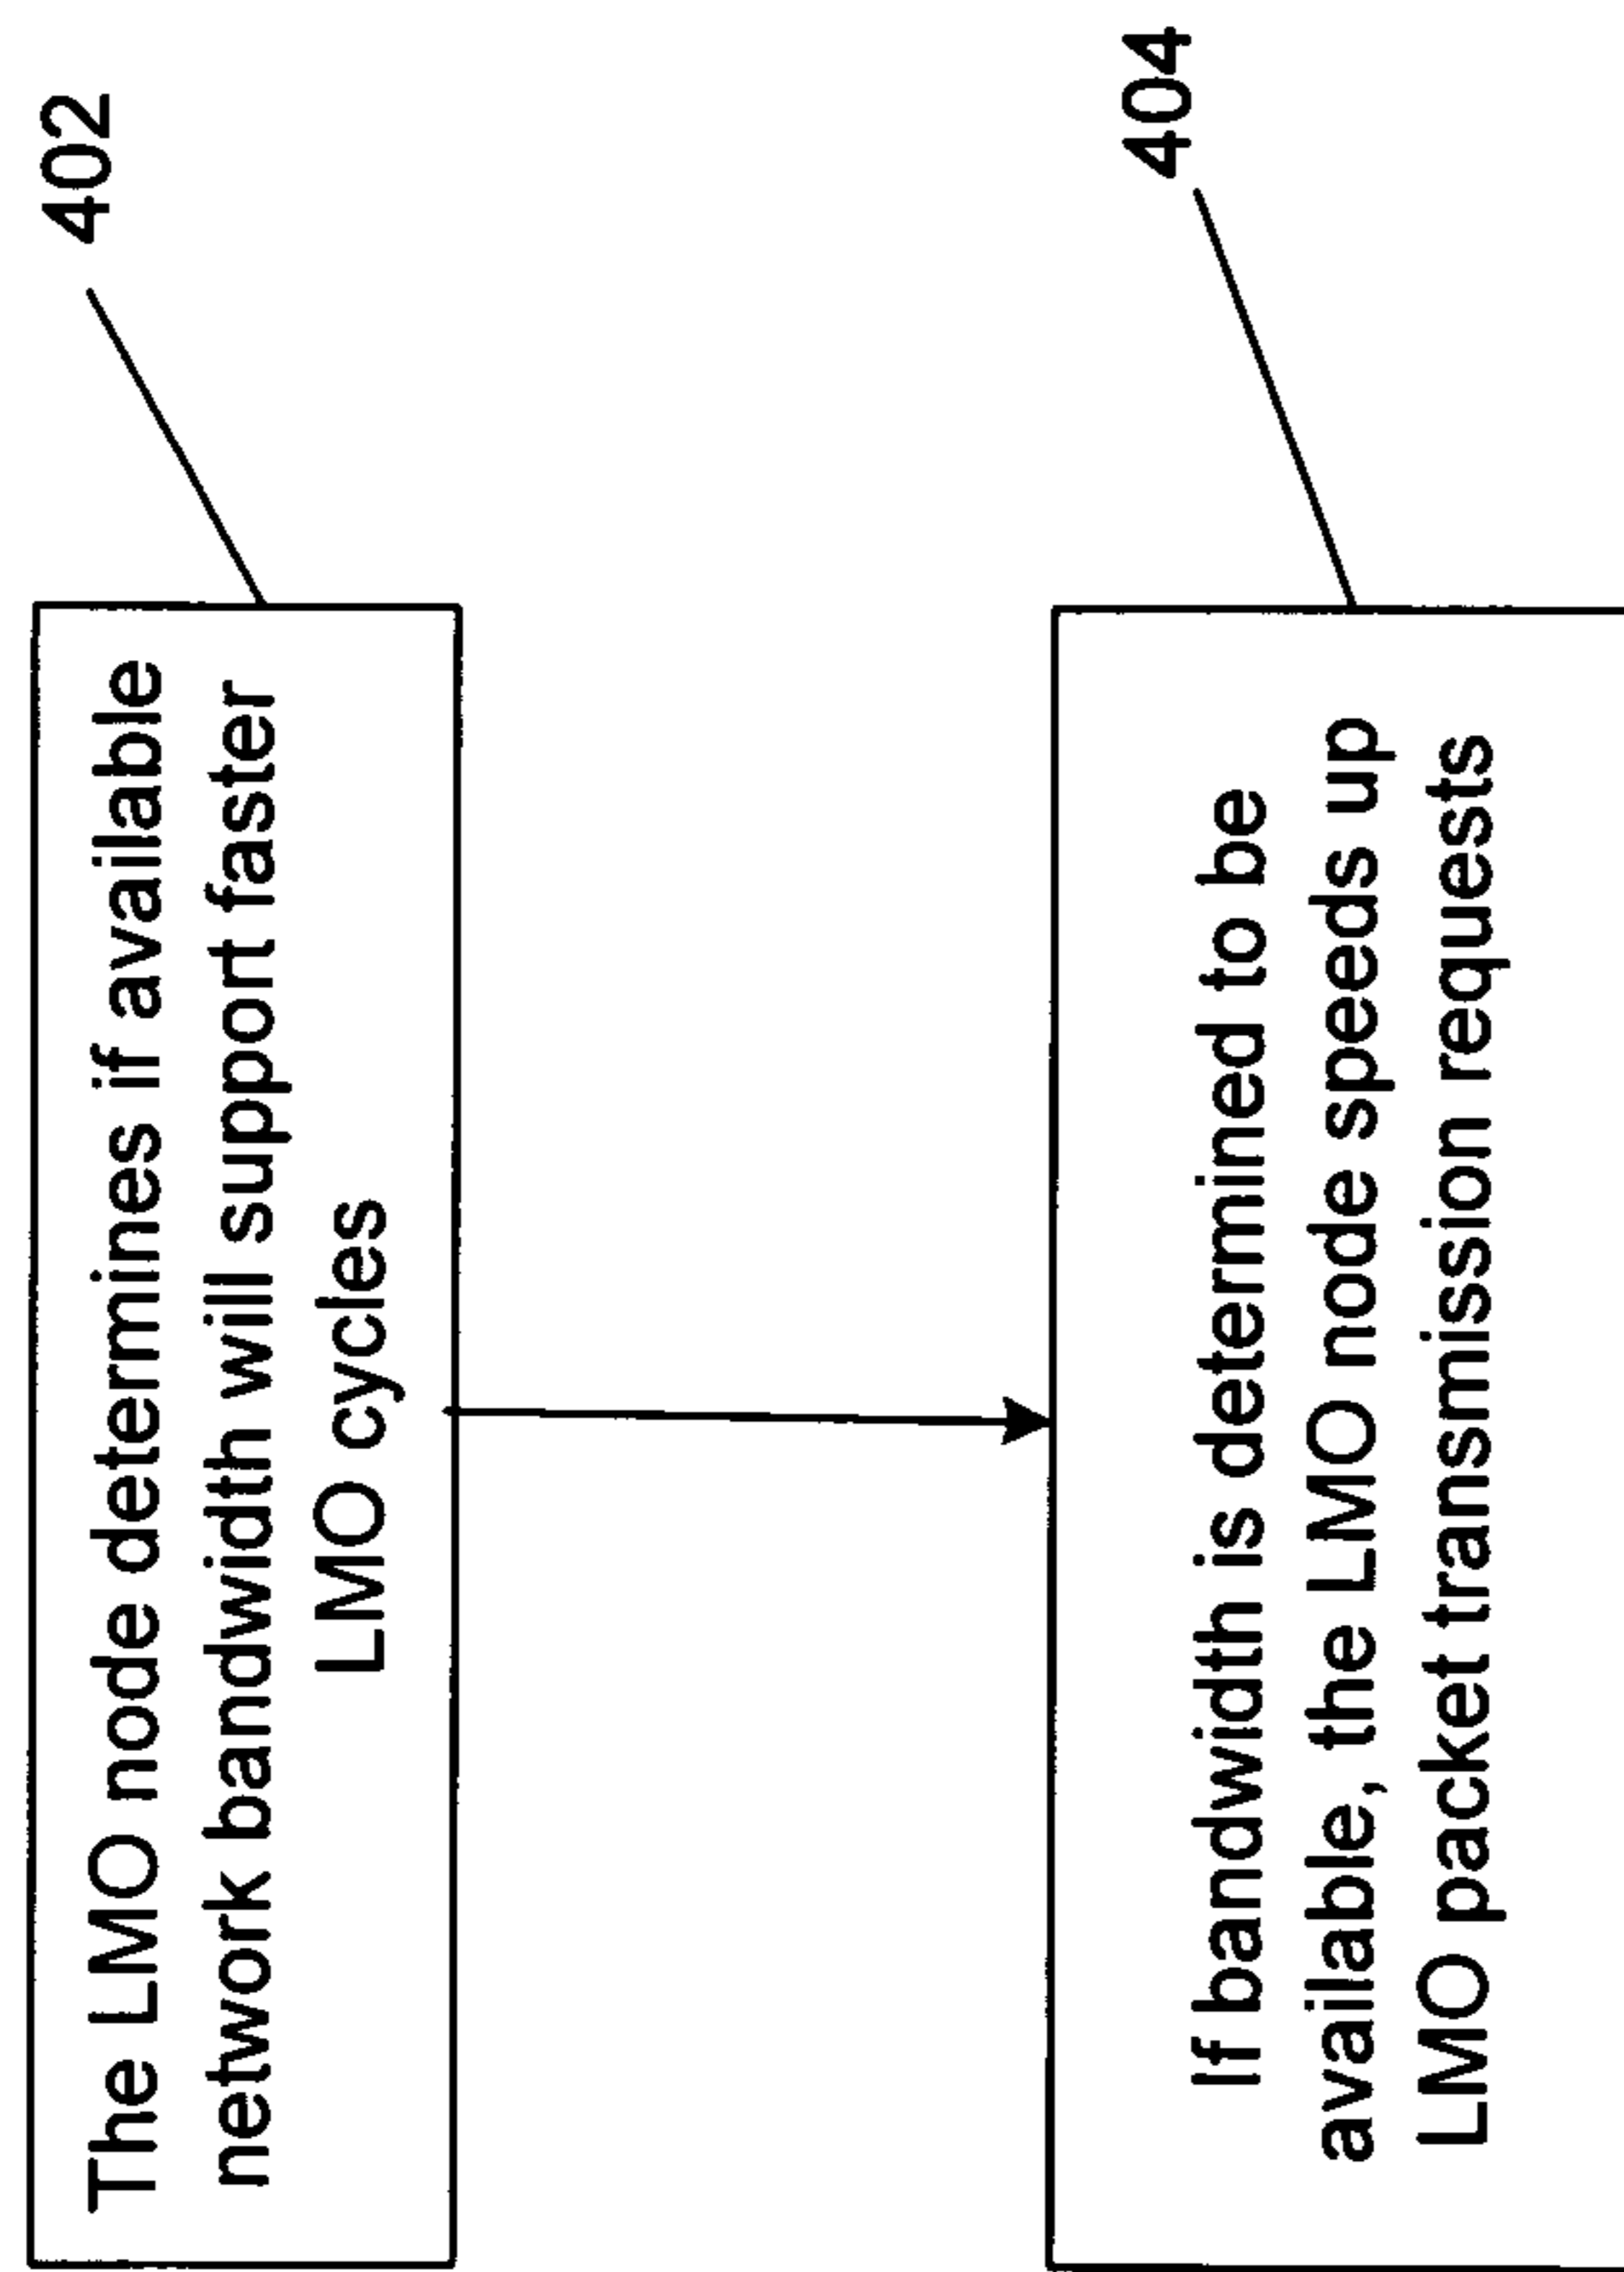 The LMO node determines if available
network bandwidth will support faster
LMO cycles
402
If bandwidth is determined to be
available, the LMO node speeds up
LMO packet transmission requests
404